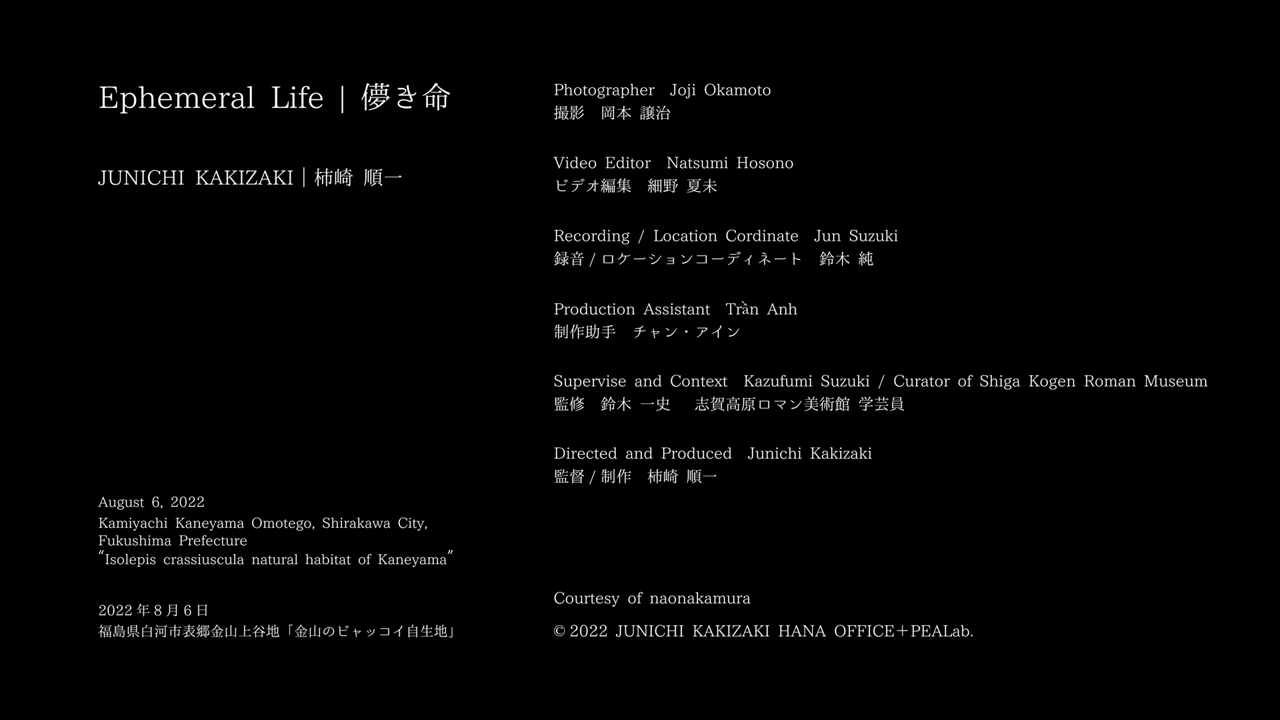 Ephemeral Life | 儚き命
JUNICHI KAKIZAKI | 柿崎 順一
August 6, 2022
Kamiyachi Kaneyama Omotego, Shirakawa City,
Fukushima Prefecture
"Isolepis crassiuscula natural habitat of Kaneyama"
2022年8月6日
福島県白河市表郷金山上谷地「金山のビャッコイ自生地」
Photographer Joji Okamoto
撮影 岡本 譲治
Video Editor Natsumi Hosono
ビデオ編集 細野 夏未
Recording / Location Cordinate Jun Suzuki
録音 / ロケーションコーディネート 鈴木 純
Production Assistant Trần Anh
制作助手 チャン・アイン
Supervise and Context Kazufumi Suzuki / Curator of Shiga Kogen Roman Museum
監修 鈴木 一史 志賀高原ロマン美術館 学芸員
Directed and Produced Junichi Kakizaki
監督 / 制作 柿崎 順一
Courtesy of naonakamura
© 2022 JUNICHI KAKIZAKI HANA OFFICE+PEALab.